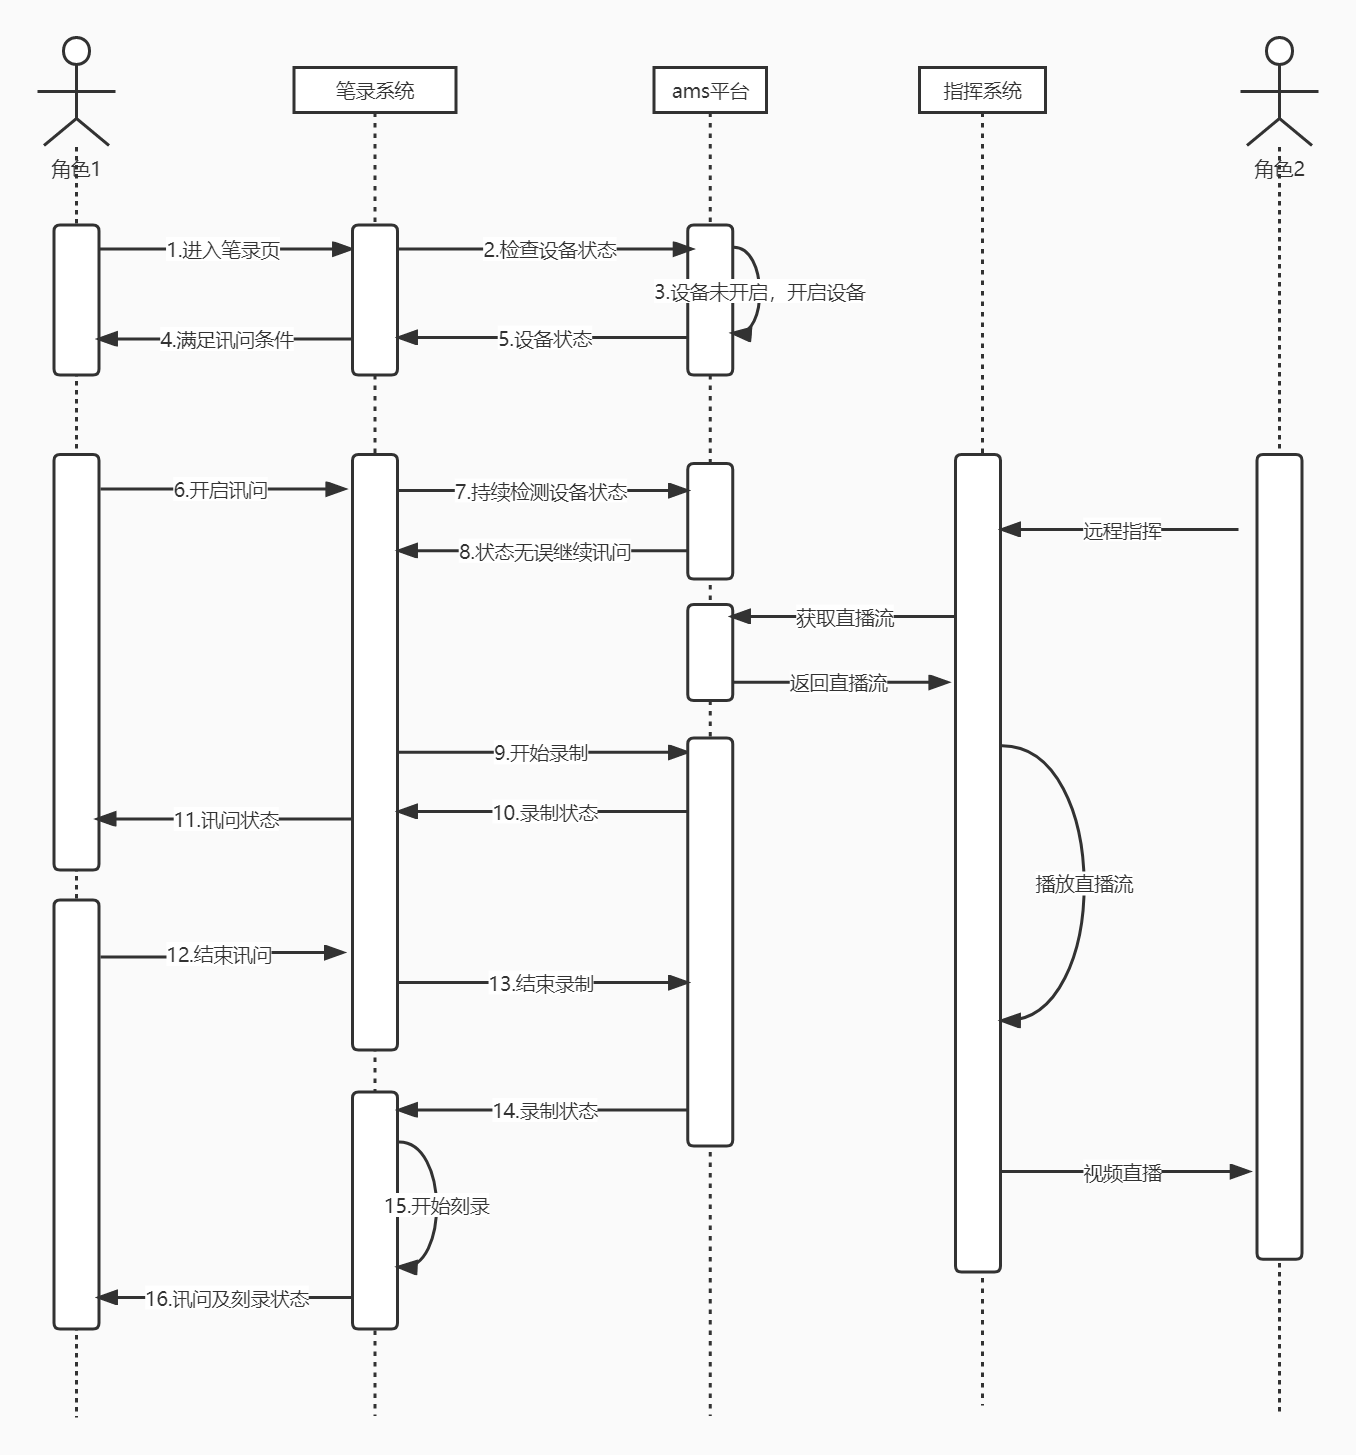 笔录系统
ams平台
指挥系统
角色1
角色2
1.进入笔录页
2.检查设备状态
3.设备未开启，开启设备
4.满足讯问条件
5.设备状态
6.开启讯问
7.持续检测设备状态
远程指挥
8.状态无误继续讯问
获取直播流
返回直播流
9.开始录制
10.录制状态
11.讯问状态
播放直播流
12.结束讯问
13.结束录制
14.录制状态
视频直播
15.开始刻录
16.讯问及刻录状态